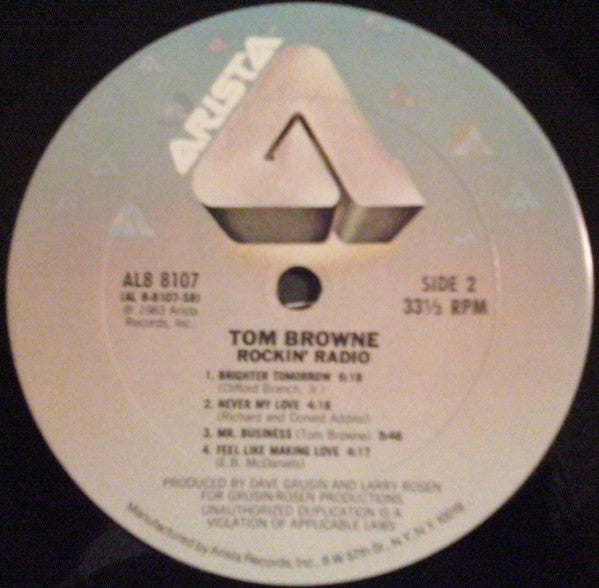 ARISTA
AL8 8107
(AL 8-8107-SB)
℗ 1983 Arista
Records, Inc.
SIDE 2
33⅓ RPM
TOM BROWNE
ROCKIN' RADIO
1. BRIGHTER TOMORROW 6:18
(Clifford Branch, Jr.)
2. NEVER MY LOVE 4:18
(Richard and Donald Addrisi)
3. MR. BUSINESS (Tom Browne) 5:46
4. FEEL LIKE MAKING LOVE 4:17
(E.B. McDaniels)
PRODUCED BY DAVE GRUSIN AND LARRY ROSEN
FOR GRUSIN/ROSEN PRODUCTIONS
UNAUTHORIZED DUPLICATION IS A
VIOLATION OF APPLICABLE LAWS
Manufactured by Arista Records, Inc., 6 W 57th St., N.Y., N.Y. 10019